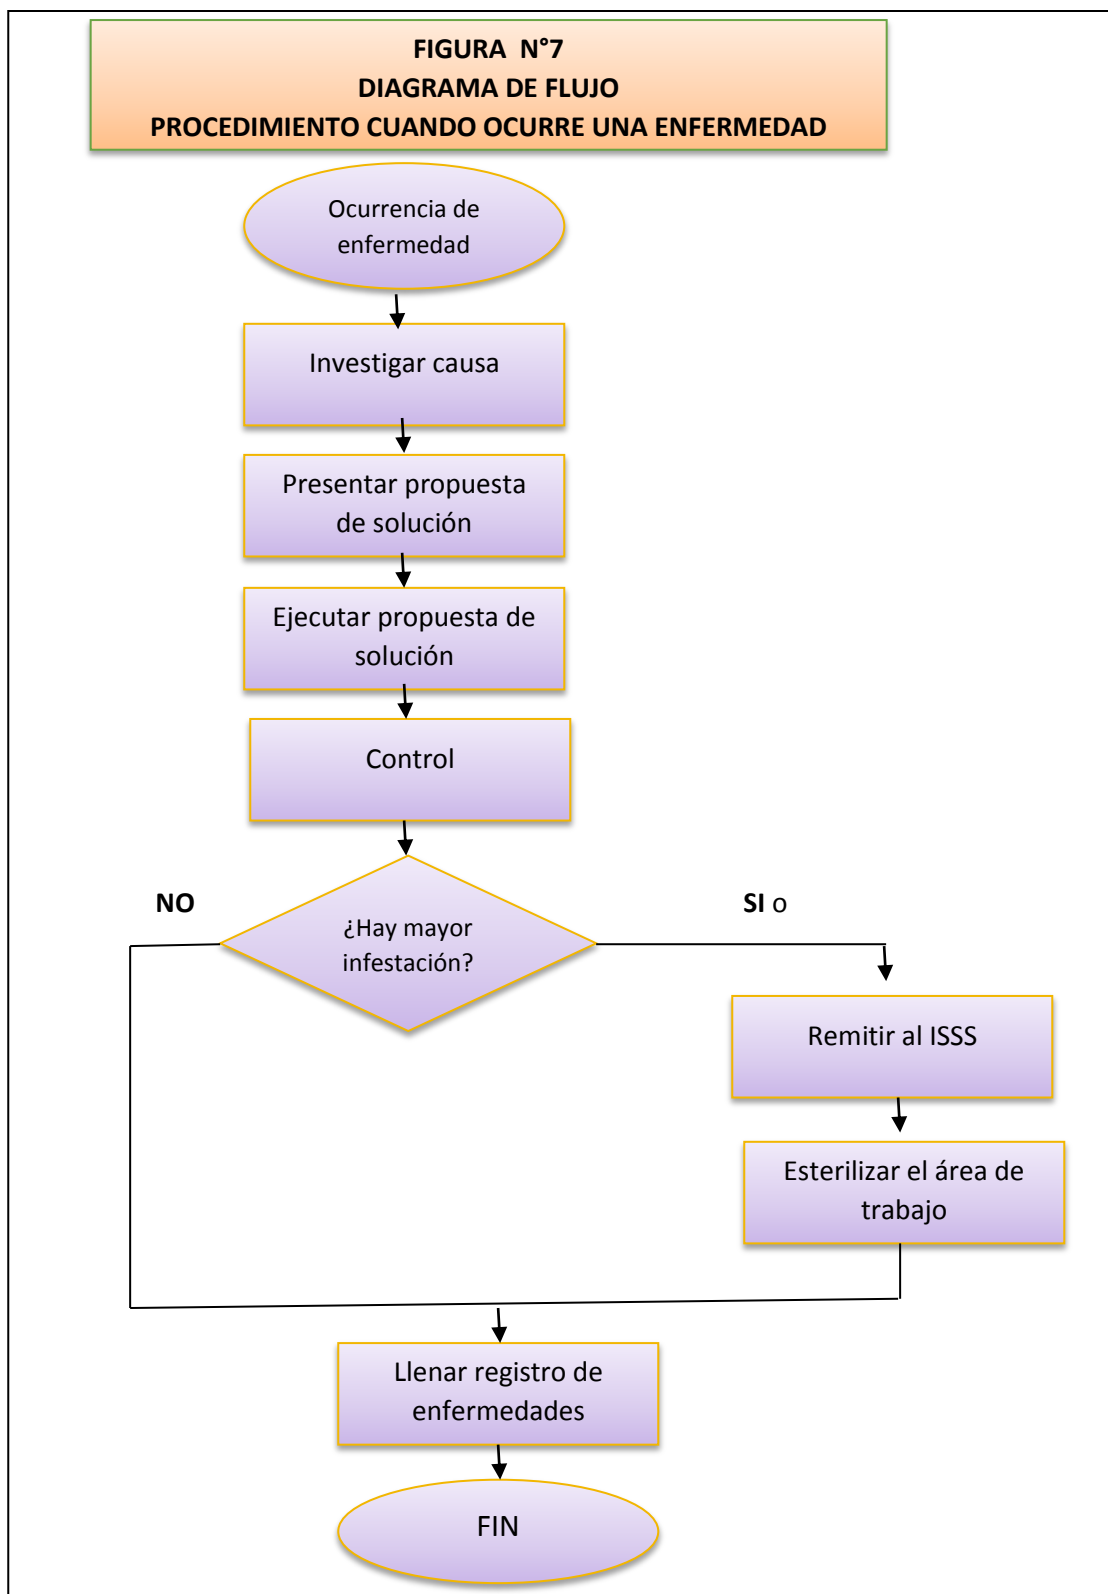 FIGURA N°7
DIAGRAMA DE FLUJO
PROCEDIMIENTO CUANDO OCURRE UNA ENFERMEDAD
Ocurrencia de
enfermedad
Investigar causa
Presentar propuesta
de solución
Ejecutar propuesta de
solución
Control
NO
SI o
¿Hay mayor
infestación?
Remitir al ISSS
Esterilizar el área de
trabajo
Llenar registro de
enfermedades
FIN